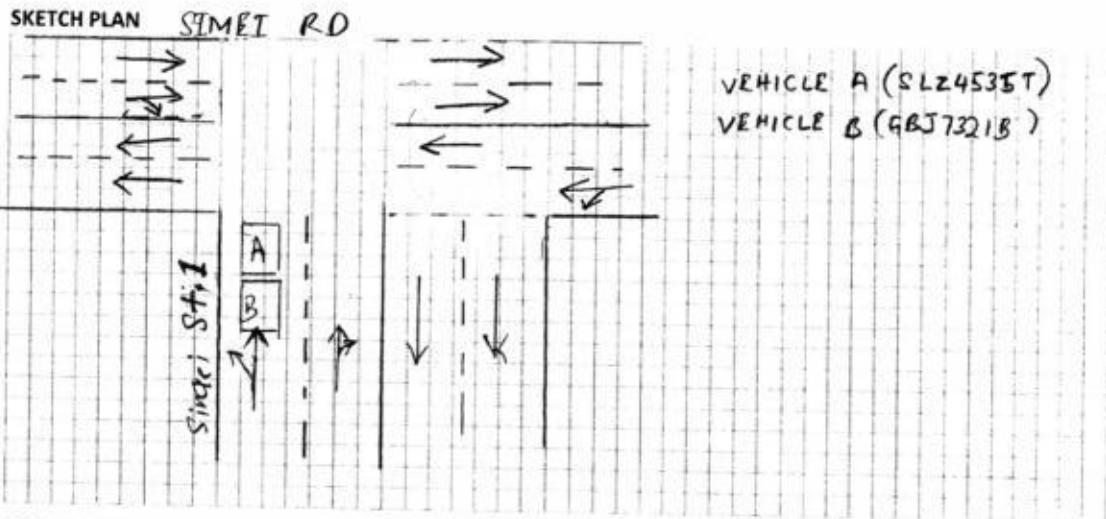 SKETCH PLAN SIMEI RD
VEHICLE A (SLZ4535T)
VEHICLE B (GBJ7321B)
A
B
Simei St.1